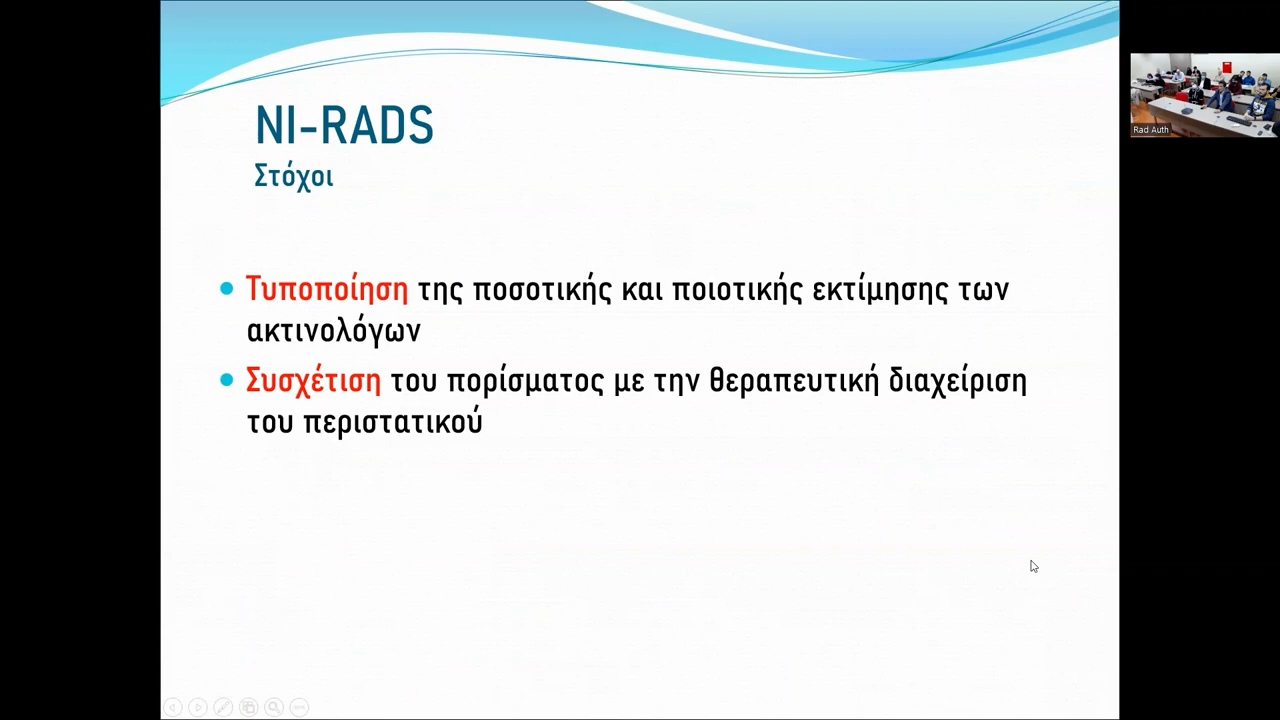 NI-RADS
Στόχοι
Τυποποίηση της ποσοτικής και ποιοτικής εκτίμησης των
ακτινολόγων
Συσχέτιση του πορίσματος με την θεραπευτική διαχείριση
του περιστατικού
Rad Auth